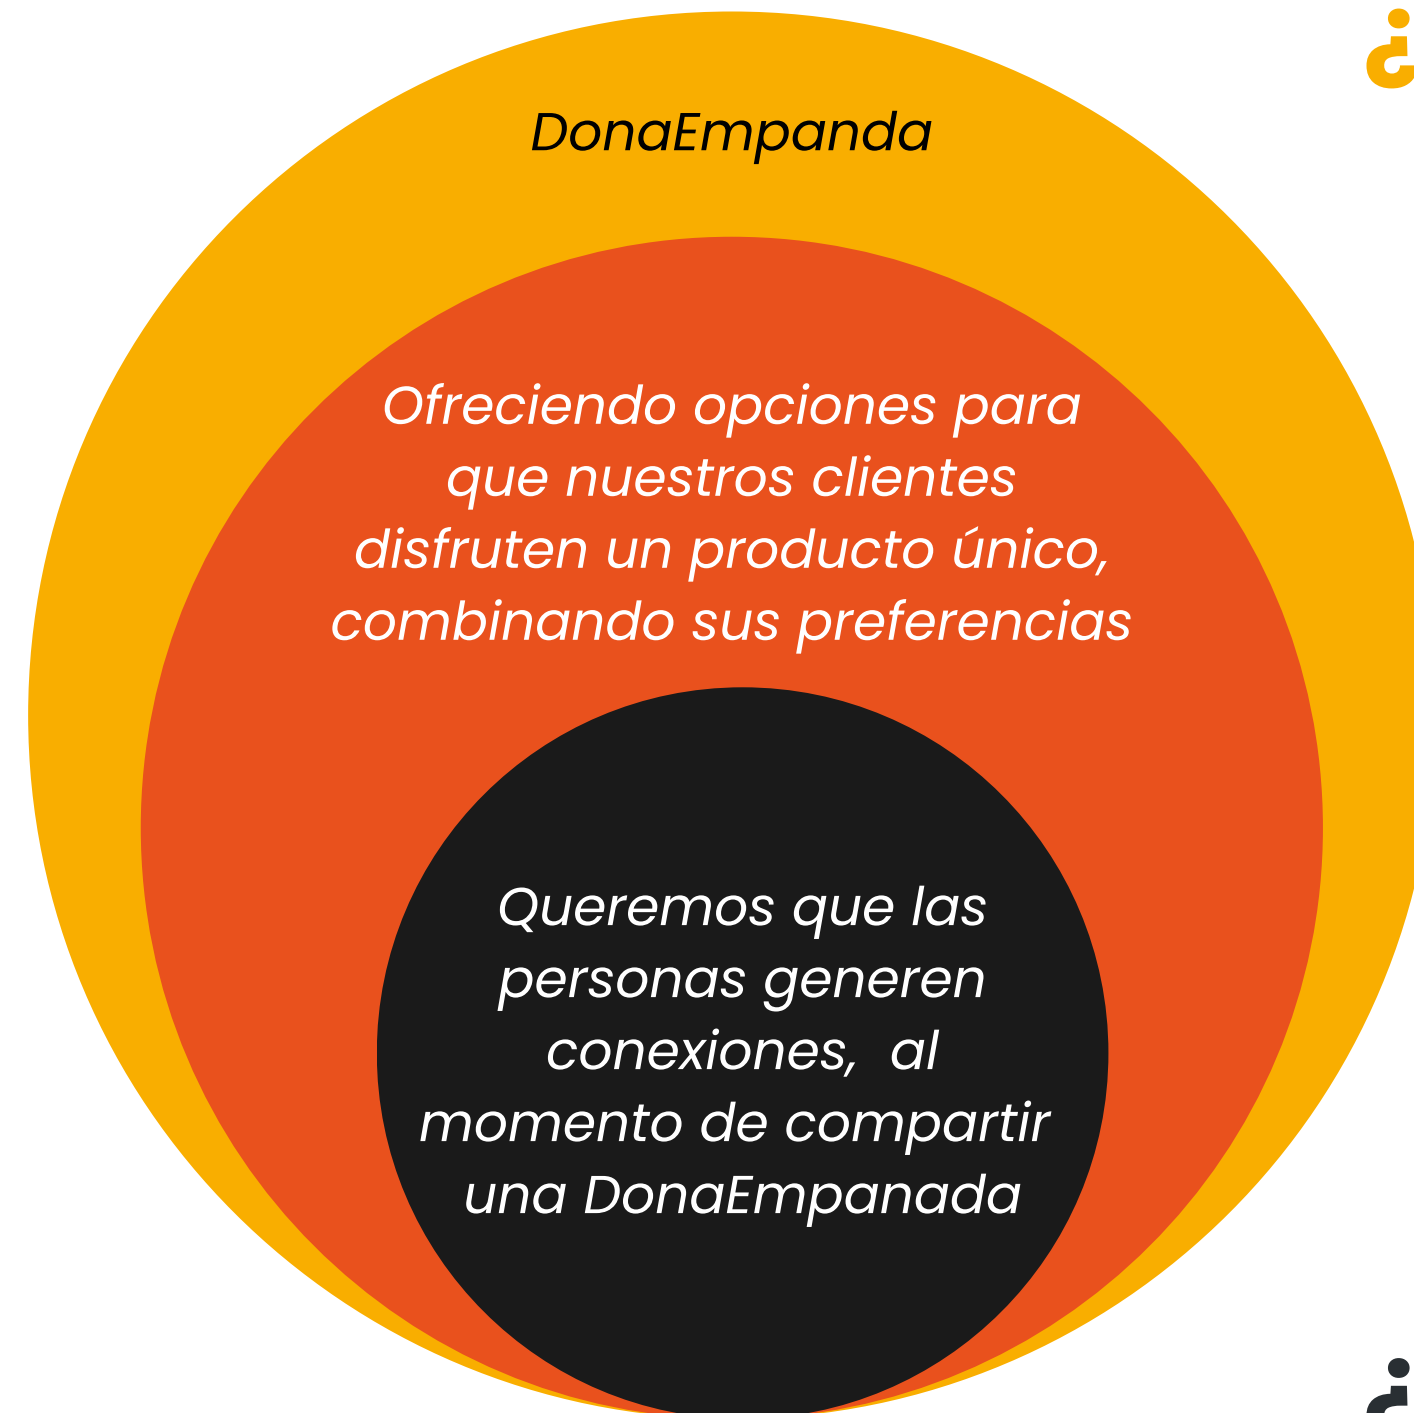 ¿
DonaEmpanda
Ofreciendo opciones para
que nuestros clientes
disfruten un producto único,
combinando sus preferencias
Queremos que las
personas generen
conexiones,  al
momento de compartir
una DonaEmpanada
¿